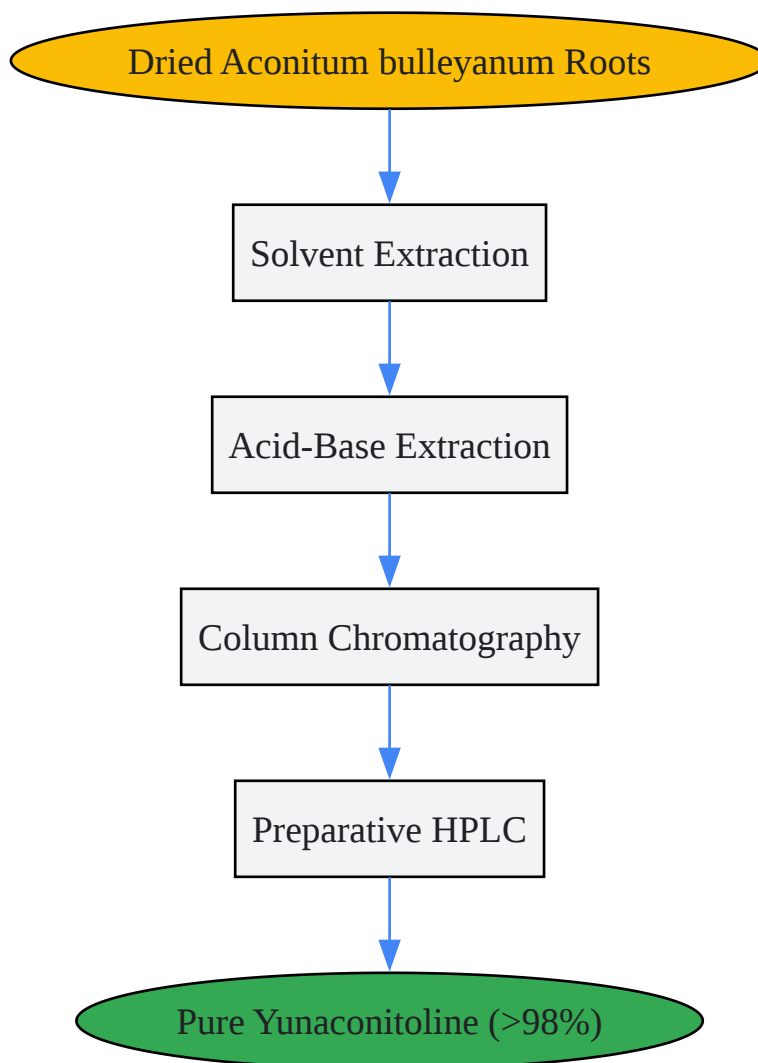 Dried Aconitum bulleyanum Roots
Solvent Extraction
Acid-Base Extraction
Column Chromatography
Preparative HPLC
Pure Yunaconitoline (>98%)